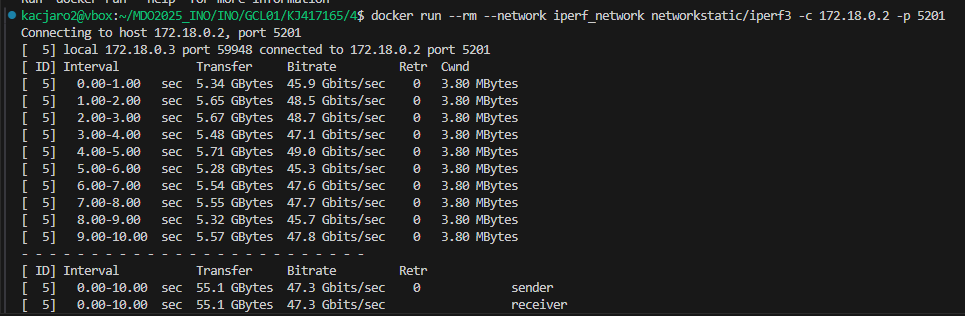 Run 'docker run --help' for more information
kacjaro2@vbox:~/MDO2025_INO/INO/GCL01/KJ417165/4$ docker run --rm --network iperf_network networkstatic/iperf3 -c 172.18.0.2 -p 5201
Connecting to host 172.18.0.2, port 5201
[  5] local 172.18.0.3 port 59948 connected to 172.18.0.2 port 5201
[ ID] Interval           Transfer     Bitrate         Retr  Cwnd
[  5]   0.00-1.00   sec  5.34 GBytes  45.9 Gbits/sec    0   3.80 MBytes
[  5]   1.00-2.00   sec  5.65 GBytes  48.5 Gbits/sec    0   3.80 MBytes
[  5]   2.00-3.00   sec  5.67 GBytes  48.7 Gbits/sec    0   3.80 MBytes
[  5]   3.00-4.00   sec  5.48 GBytes  47.1 Gbits/sec    0   3.80 MBytes
[  5]   4.00-5.00   sec  5.71 GBytes  49.0 Gbits/sec    0   3.80 MBytes
[  5]   5.00-6.00   sec  5.28 GBytes  45.3 Gbits/sec    0   3.80 MBytes
[  5]   6.00-7.00   sec  5.54 GBytes  47.6 Gbits/sec    0   3.80 MBytes
[  5]   7.00-8.00   sec  5.55 GBytes  47.7 Gbits/sec    0   3.80 MBytes
[  5]   8.00-9.00   sec  5.32 GBytes  45.7 Gbits/sec    0   3.80 MBytes
[  5]   9.00-10.00  sec  5.57 GBytes  47.8 Gbits/sec    0   3.80 MBytes
- - - - - - - - - - - - - - - - - - - - - - - - -
[ ID] Interval           Transfer     Bitrate         Retr
[  5]   0.00-10.00  sec  55.1 GBytes  47.3 Gbits/sec    0             sender
[  5]   0.00-10.00  sec  55.1 GBytes  47.3 Gbits/sec                  receiver